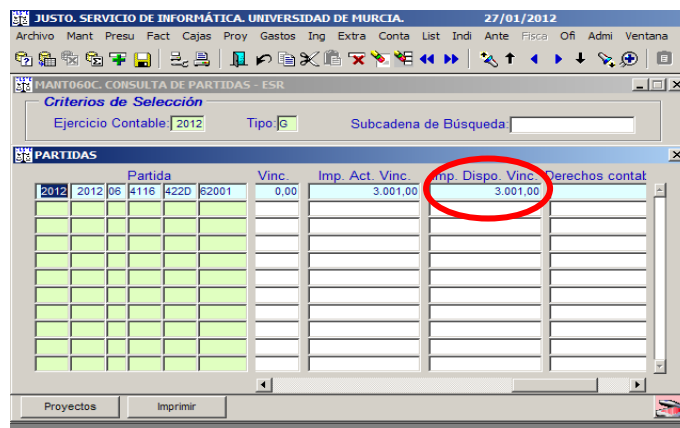 JUSTO. SERVICIO DE INFORMÁTICA. UNIVERSIDAD DE MURCIA. 27/01/2012
Archivo Mant Presu Fact Cajas Proy Gastos Ing Extra Conta List Indi Ante Fisca Ofi Admi Ventana
MANT060C. CONSULTA DE PARTIDAS - ESR
Criterios de Selección
Ejercicio Contable: 2012 Tipo: G Subcadena de Búsqueda:
PARTIDAS
Partida Vinc. Imp. Act. Vinc. Imp. Dispo. Vinc. Derechos contab
2012 2012 06 4116 422D 62001 0,00 3.001,00 3.001,00
Proyectos Imprimir